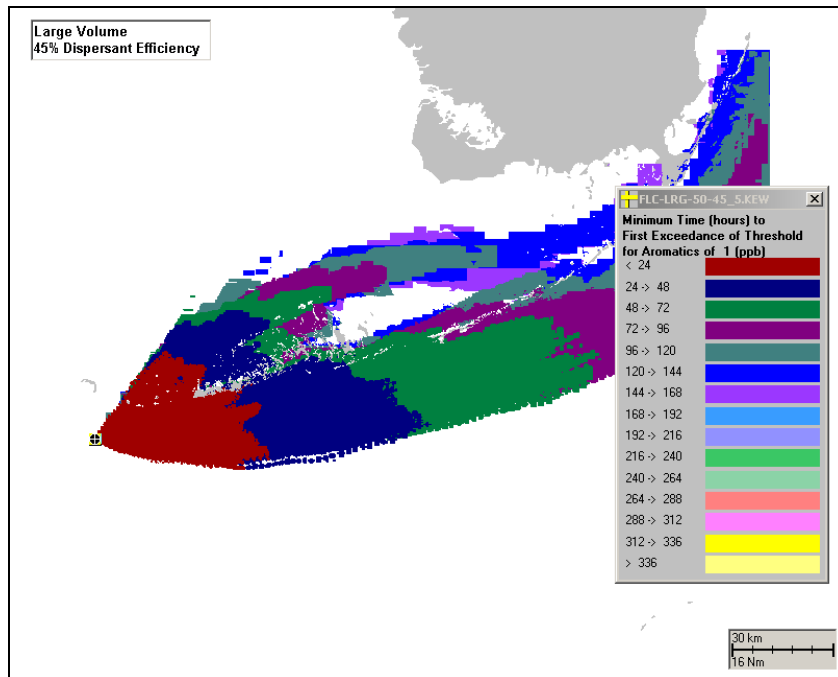 Large Volume
45% Dispersant Efficiency
FLC-LRG-50-45_5.KEW
Minimum Time (hours) to
First Exceedance of Threshold
for Aromatics of 1 (ppb)
< 24
24 -> 48
48 -> 72
72 -> 96
96 -> 120
120 -> 144
144 -> 168
168 -> 192
192 -> 216
216 -> 240
240 -> 264
264 -> 288
288 -> 312
312 -> 336
> 336
30 km
16 Nm